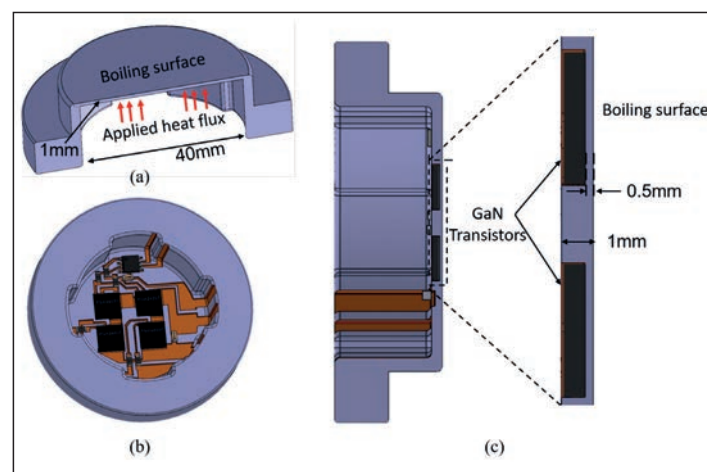 Boiling surface
Applied heat flux
1mm
40mm
(a)
(b)
Boiling surface
0.5mm
GaN
Transistors
1mm
(c)